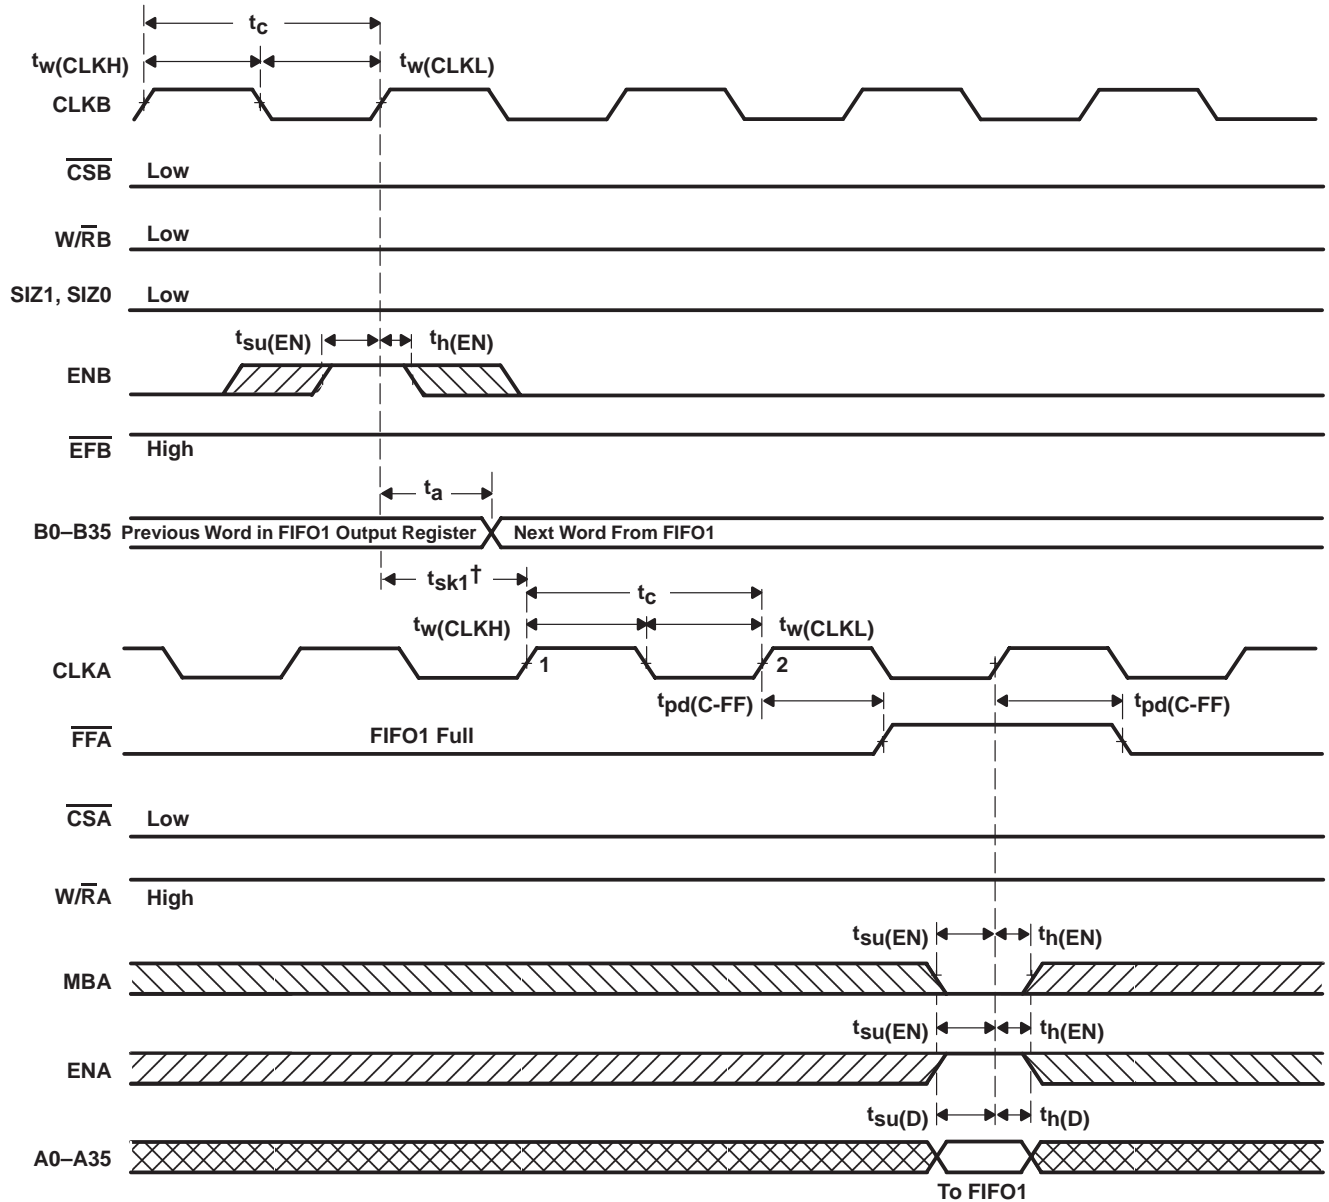 tc
tw(CLKH)
tw(CLKL)
CLKB
CSB
Low
W/RB
Low
SIZ1, SIZ0
Low
tsu(EN)
th(EN)
ENB
EFB
High
ta
B0–B35
Previous Word in FIFO1 Output Register
Next Word From FIFO1
tsk1†
tc
tw(CLKH)
tw(CLKL)
CLKA
1
2
tpd(C-FF)
tpd(C-FF)
FFA
FIFO1 Full
CSA
Low
W/RA
High
tsu(EN)
th(EN)
MBA
tsu(EN)
th(EN)
ENA
tsu(D)
th(D)
A0–A35
To FIFO1